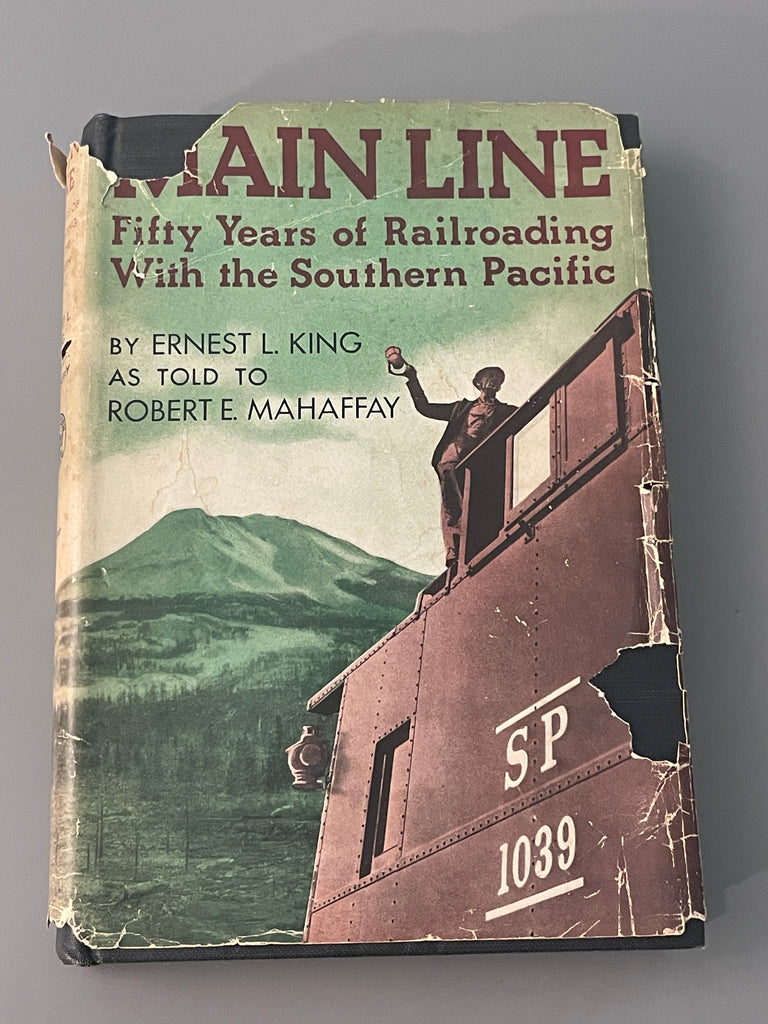 MAIN LINE
Fifty Years of Railroading
With the Southern Pacific
BY ERNEST L. KING
AS TOLD TO
ROBERT E. MAHAFFAY
SP
1039